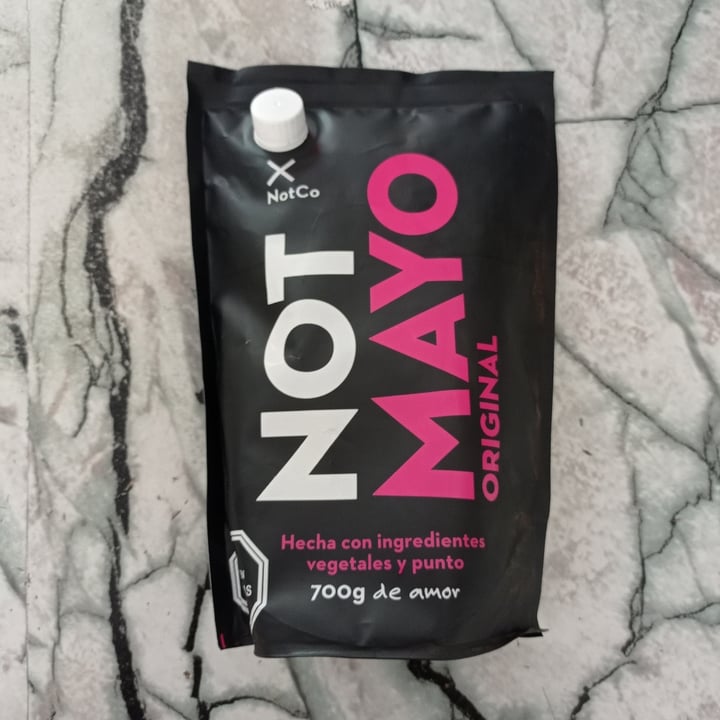 NotCo
NOT
MAYO
ORIGINAL
Hecha con ingredientes
vegetales y punto
700g de amor